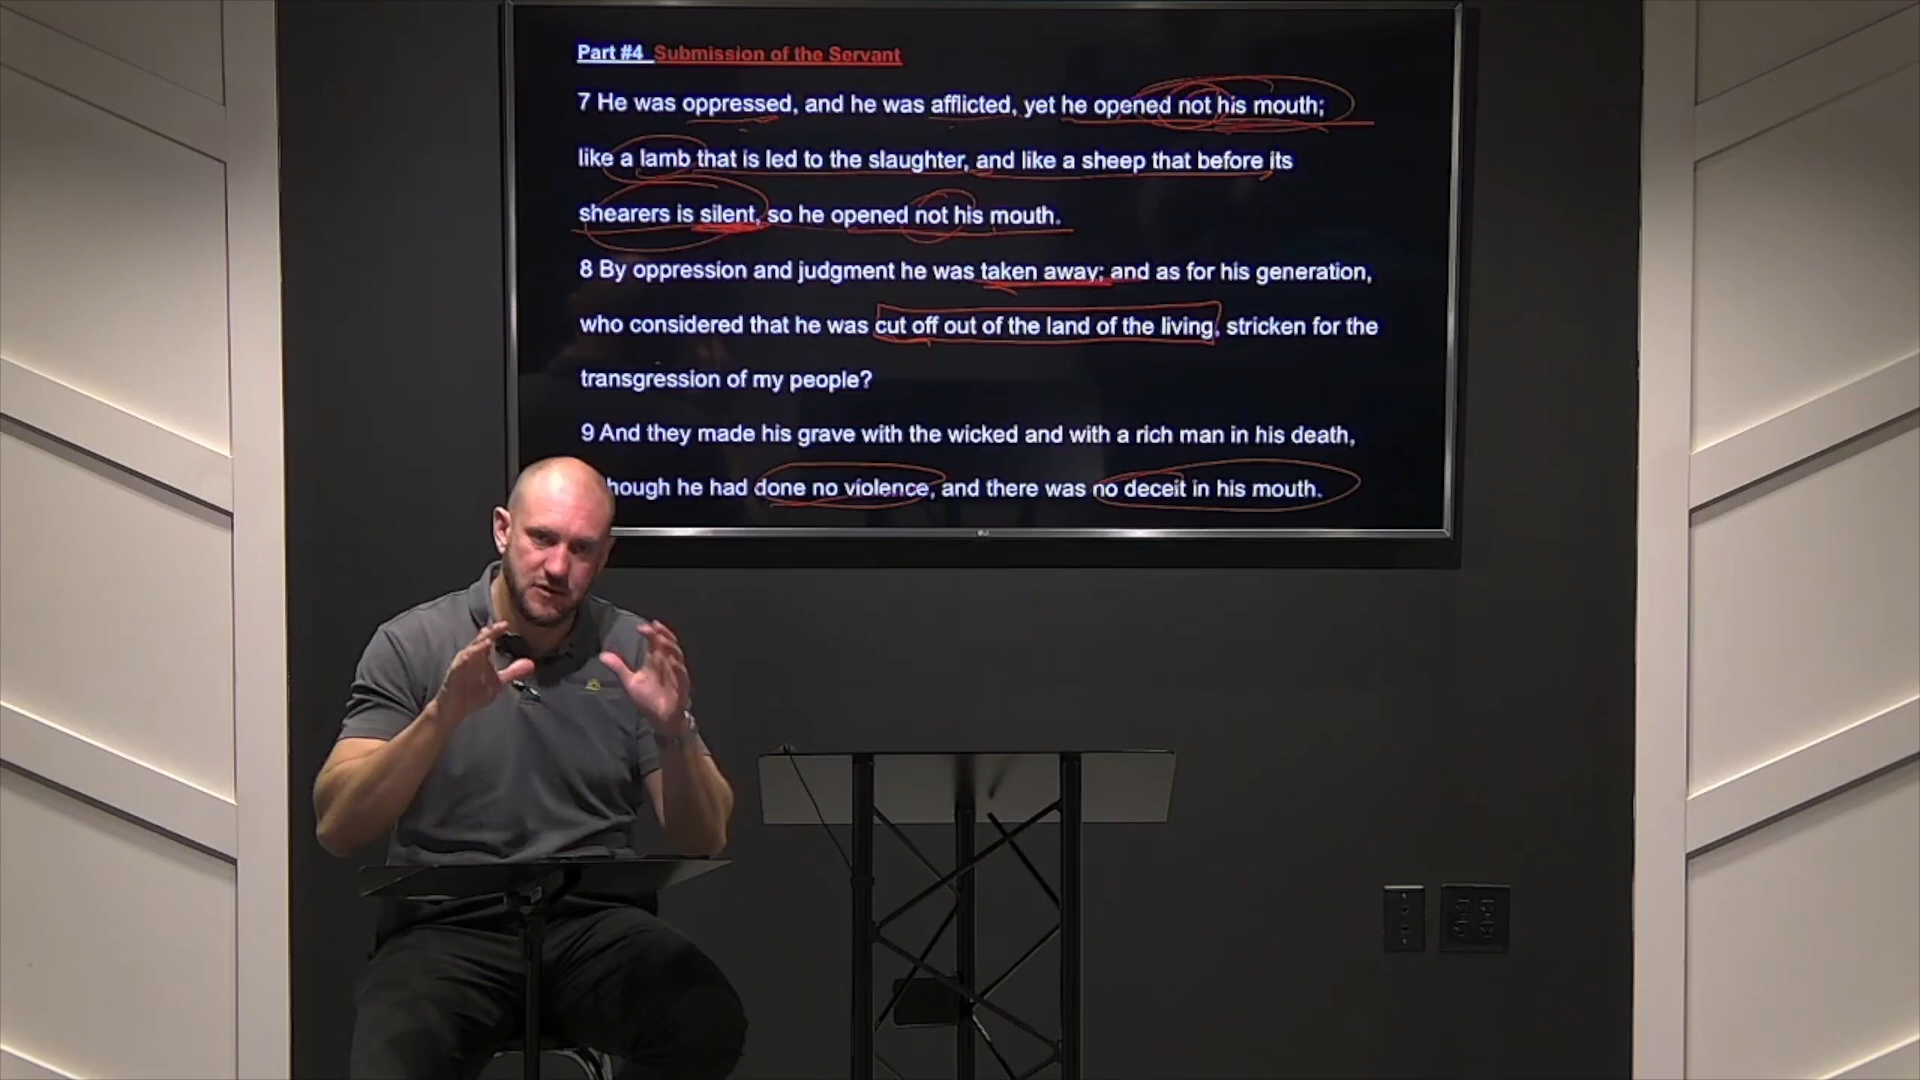 Part #4 Submission of the Servant
7 He was oppressed, and he was afflicted, yet he opened not his mouth;
like a lamb that is led to the slaughter, and like a sheep that before its
shearers is silent, so he opened not his mouth.
8 By oppression and judgment he was taken away; and as for his generation,
who considered that he was cut off out of the land of the living, stricken for the
transgression of my people?
9 And they made his grave with the wicked and with a rich man in his death,
hough he had done no violence, and there was no deceit in his mouth.